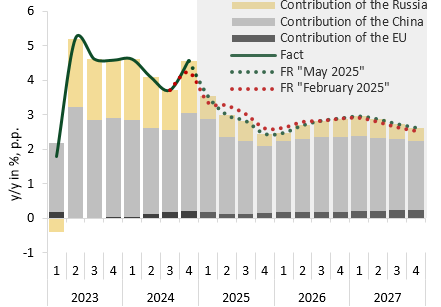 Contribution of the Russia
Contribution of the China
Contribution of the EU
Fact
FR "May 2025"
FR "February 2025"
y/y in %, p.p.
6
5
4
3
2
1
0
-1
1 2 3 4 1 2 3 4 1 2 3 4 1 2 3 4 1 2 3 4
2023 2024 2025 2026 2027